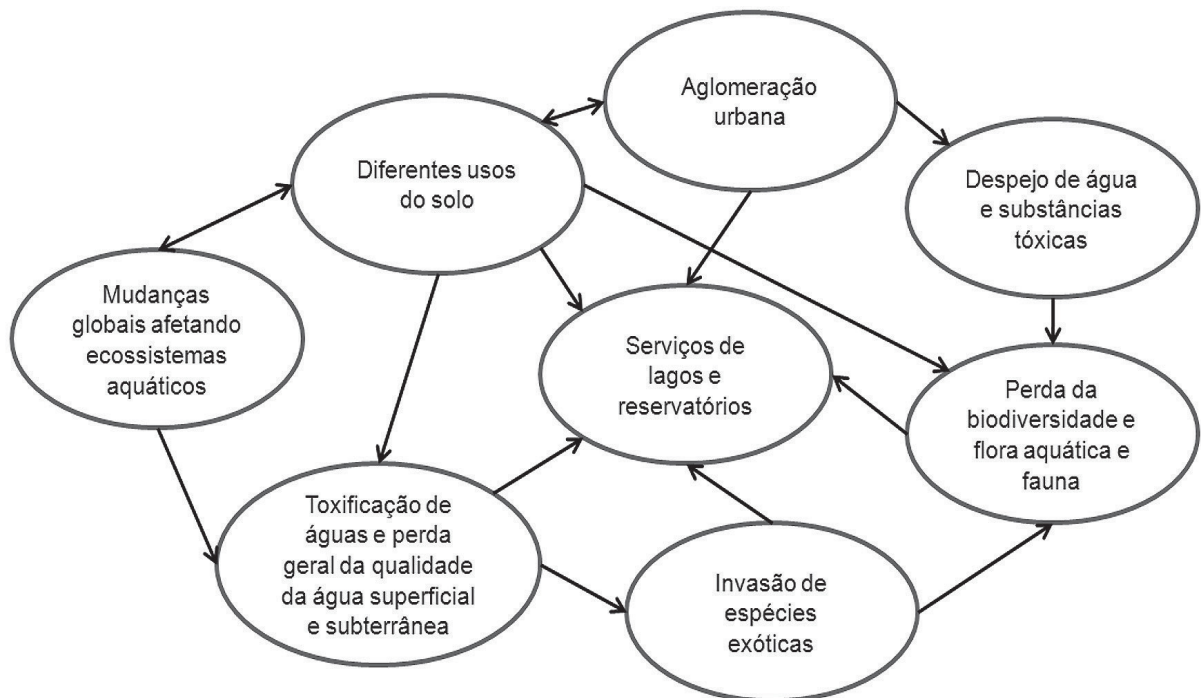 Aglomeração
urbana
Diferentes usos
do solo
Despejo de água
e substâncias
tóxicas
Mudanças
globais afetando
ecossistemas
aquáticos
Serviços de
lagos e
reservatórios
Perda da
biodiversidade e
flora aquática e
fauna
Toxificação de
águas e perda
geral da qualidade
da água superficial
e subterrânea
Invasão de
espécies
exóticas